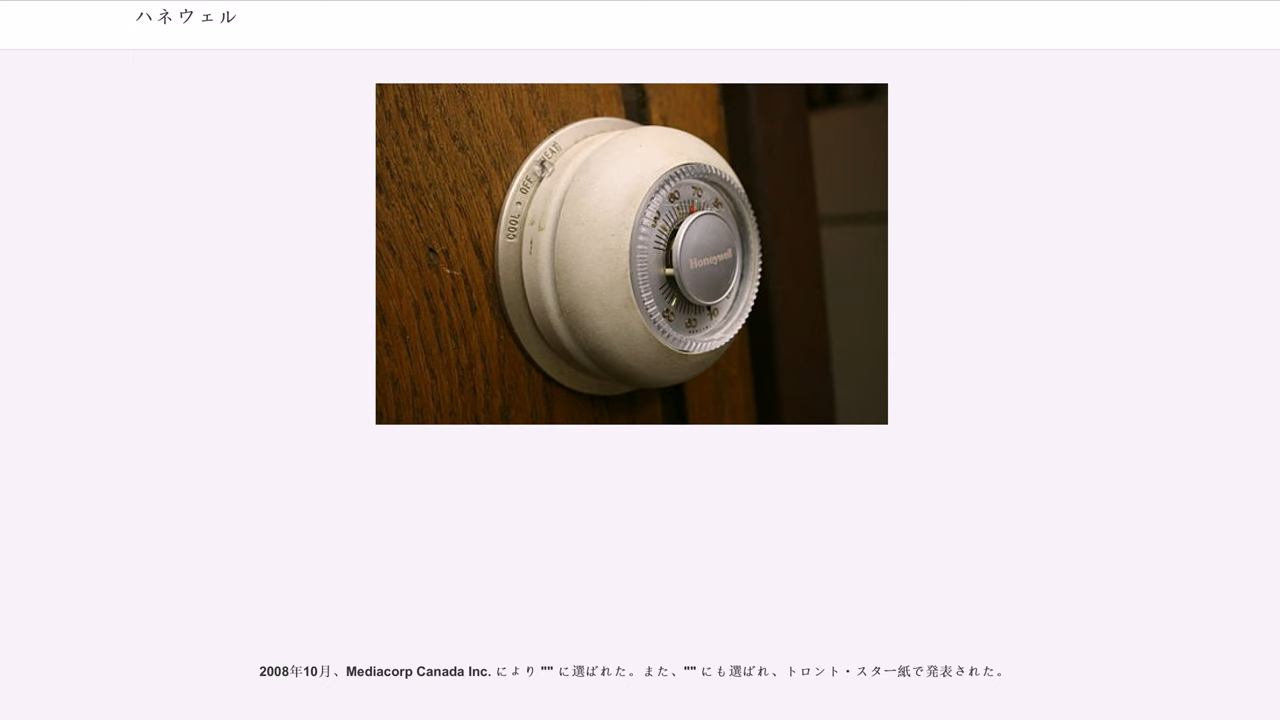 ハネウェル
COOL OFF HEAT
60 70
Honeywell
2008年10月、Mediacorp Canada Inc. により "" に選ばれた。また、"" にも選ばれ、トロント・スター紙で発表された。